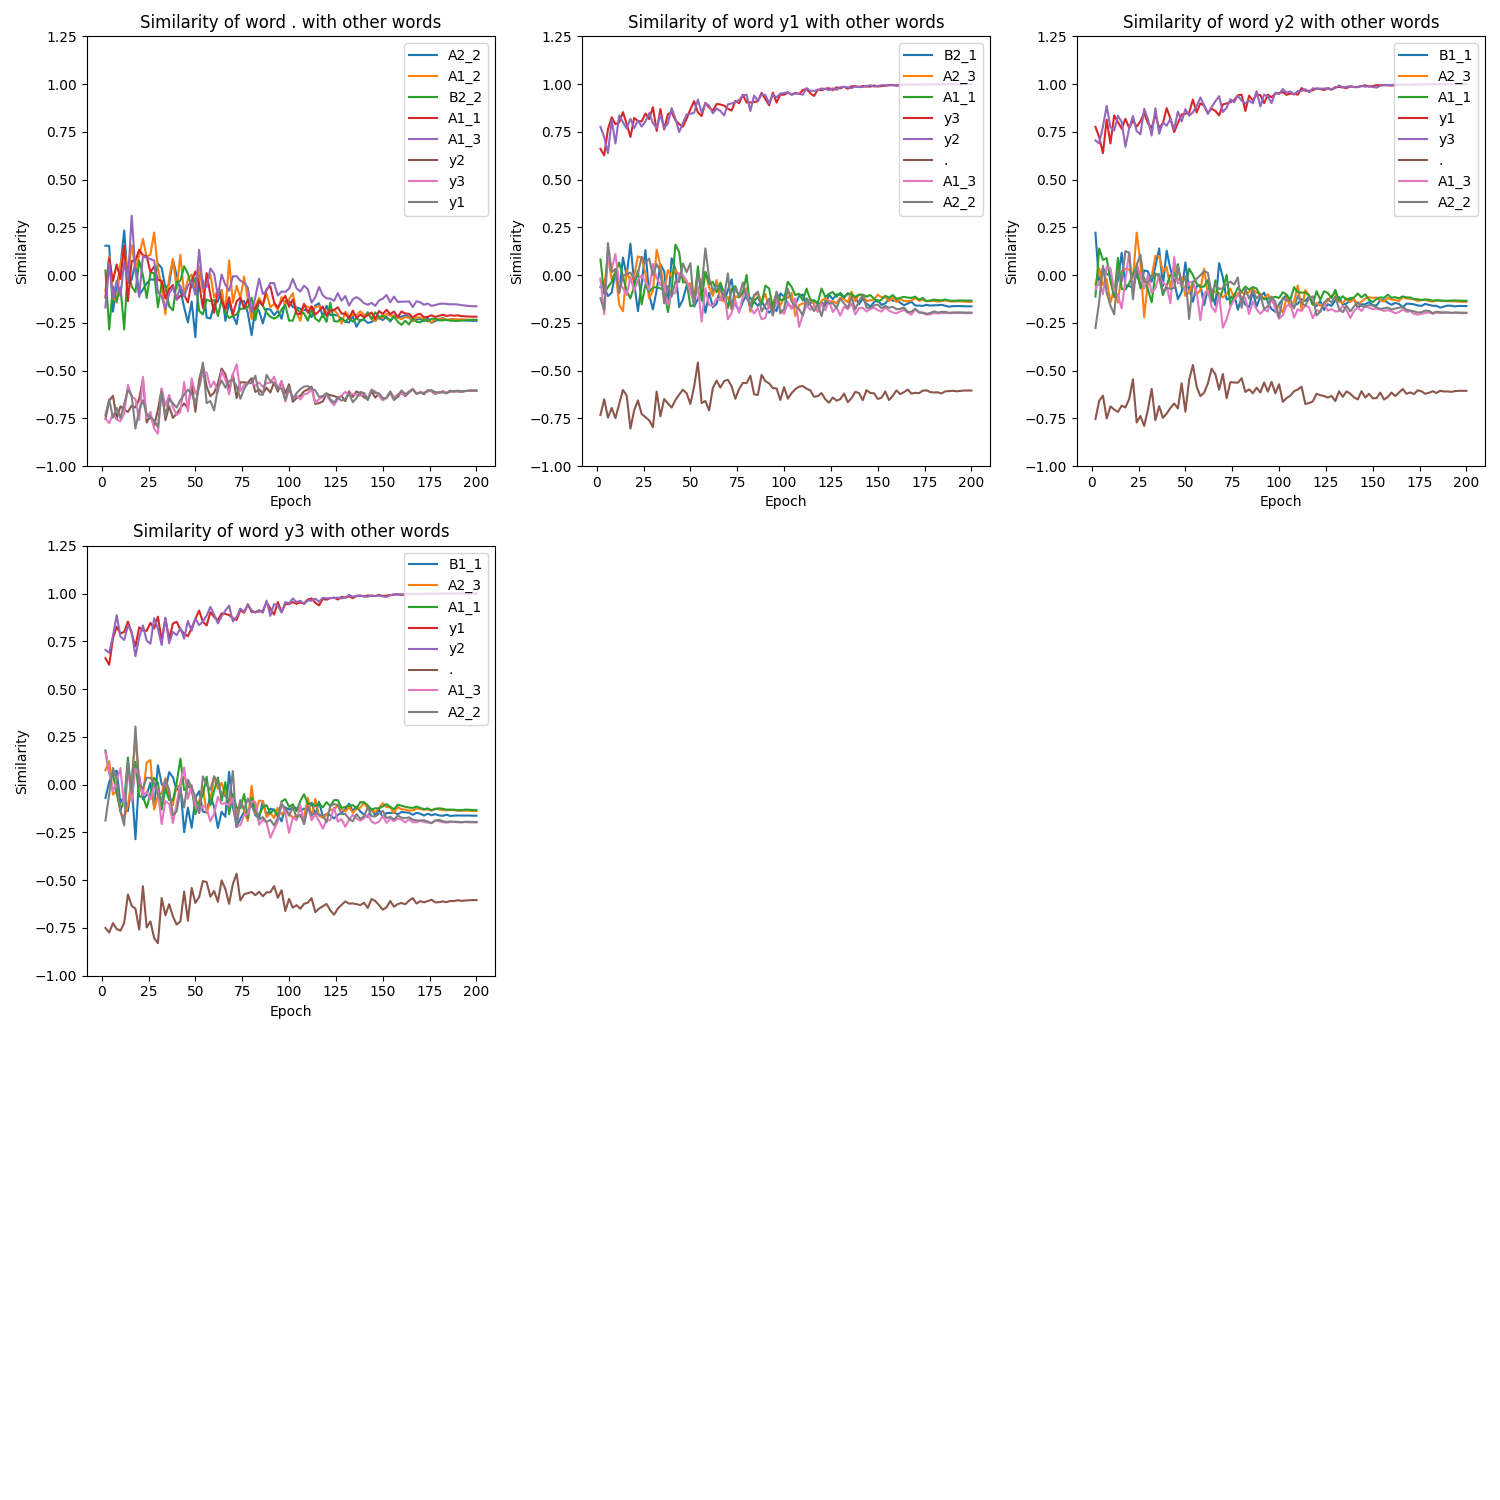 Similarity of word . with other words
1.25
1.00
0.75
0.50
0.25
0.00
−0.25
−0.50
−0.75
−1.00
Similarity
0 25 50 75 100 125 150 175 200
Epoch
A2_2
A1_2
B2_2
A1_1
A1_3
y2
y3
y1
Similarity of word y1 with other words
1.25
1.00
0.75
0.50
0.25
0.00
−0.25
−0.50
−0.75
−1.00
Similarity
0 25 50 75 100 125 150 175 200
Epoch
B2_1
A2_3
A1_1
y3
y2
.
A1_3
A2_2
Similarity of word y2 with other words
1.25
1.00
0.75
0.50
0.25
0.00
−0.25
−0.50
−0.75
−1.00
Similarity
0 25 50 75 100 125 150 175 200
Epoch
B1_1
A2_3
A1_1
y1
y3
.
A1_3
A2_2
Similarity of word y3 with other words
1.25
1.00
0.75
0.50
0.25
0.00
−0.25
−0.50
−0.75
−1.00
Similarity
0 25 50 75 100 125 150 175 200
Epoch
B1_1
A2_3
A1_1
y1
y2
.
A1_3
A2_2